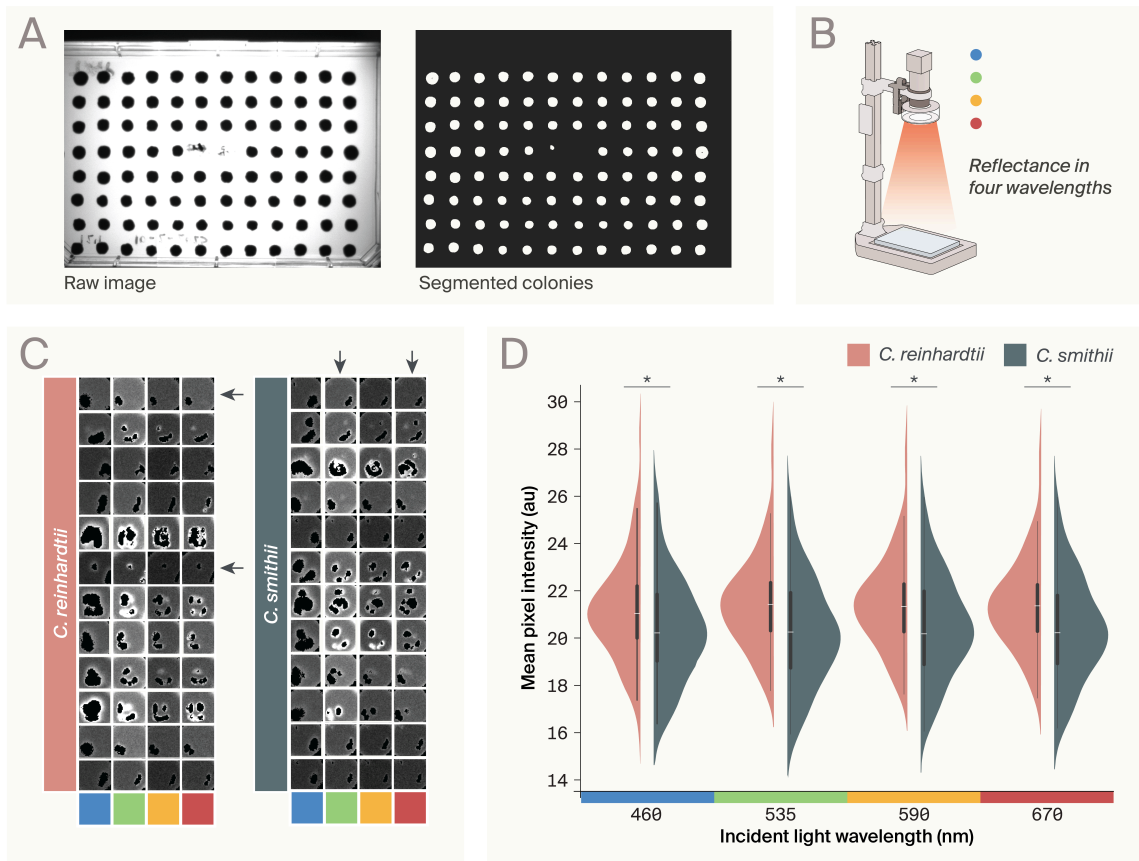 A
Raw image
Segmented colonies
B
Reflectance in
four wavelengths
C
C. reinhardtii
C. smithii
D
C. reinhardtii
C. smithii
*
*
*
*
30
28
26
24
22
20
18
16
14
Mean pixel intensity (au)
460
535
590
670
Incident light wavelength (nm)